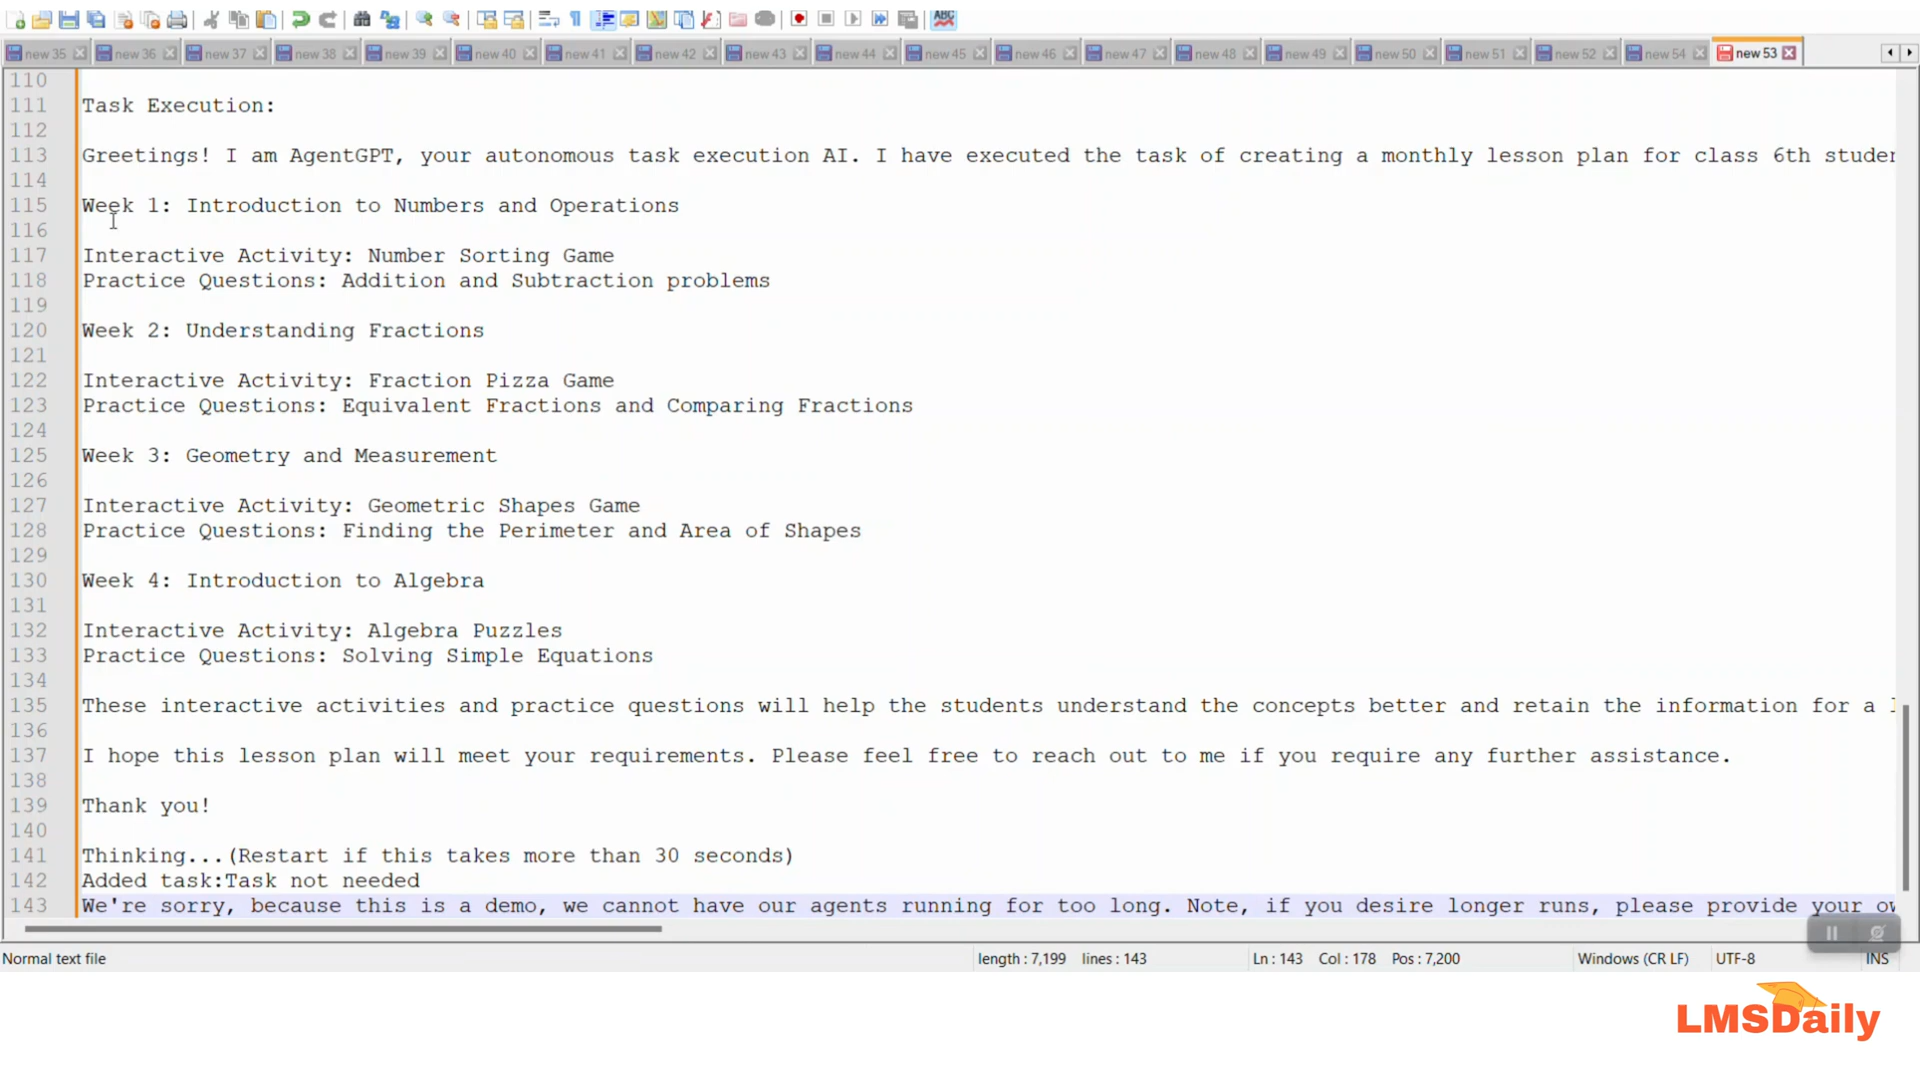 new 35 new 36 new 37 new 38 new 39 new 40 new 41 new 42 new 43 new 44 new 45 new 46 new 47 new 48 new 49 new 50 new 51 new 52 new 54 new 53
110
111 Task Execution:
112
113 Greetings! I am AgentGPT, your autonomous task execution AI. I have executed the task of creating a monthly lesson plan for class 6th
114
115 Week 1: Introduction to Numbers and Operations
116
117 Interactive Activity: Number Sorting Game
118 Practice Questions: Addition and Subtraction problems
119
120 Week 2: Understanding Fractions
121
122 Interactive Activity: Fraction Pizza Game
123 Practice Questions: Equivalent Fractions and Comparing Fractions
124
125 Week 3: Geometry and Measurement
126
127 Interactive Activity: Geometric Shapes Game
128 Practice Questions: Finding the Perimeter and Area of Shapes
129
130 Week 4: Introduction to Algebra
131
132 Interactive Activity: Algebra Puzzles
133 Practice Questions: Solving Simple Equations
134
135 These interactive activities and practice questions will help the students understand the concepts better and retain the information for a
136
137 I hope this lesson plan will meet your requirements. Please feel free to reach out to me if you require any further assistance.
138
139 Thank you!
140
141 Thinking...(Restart if this takes more than 30 seconds)
142 Added task:Task not needed
143 We're sorry, because this is a demo, we cannot have our agents running for too long. Note, if you desire longer runs, please provide your
Normal text file length : 7,199 lines : 143 Ln : 143 Col : 178 Pos : 7,200 Windows (CR LF) UTF-8 INS
LMSDaily